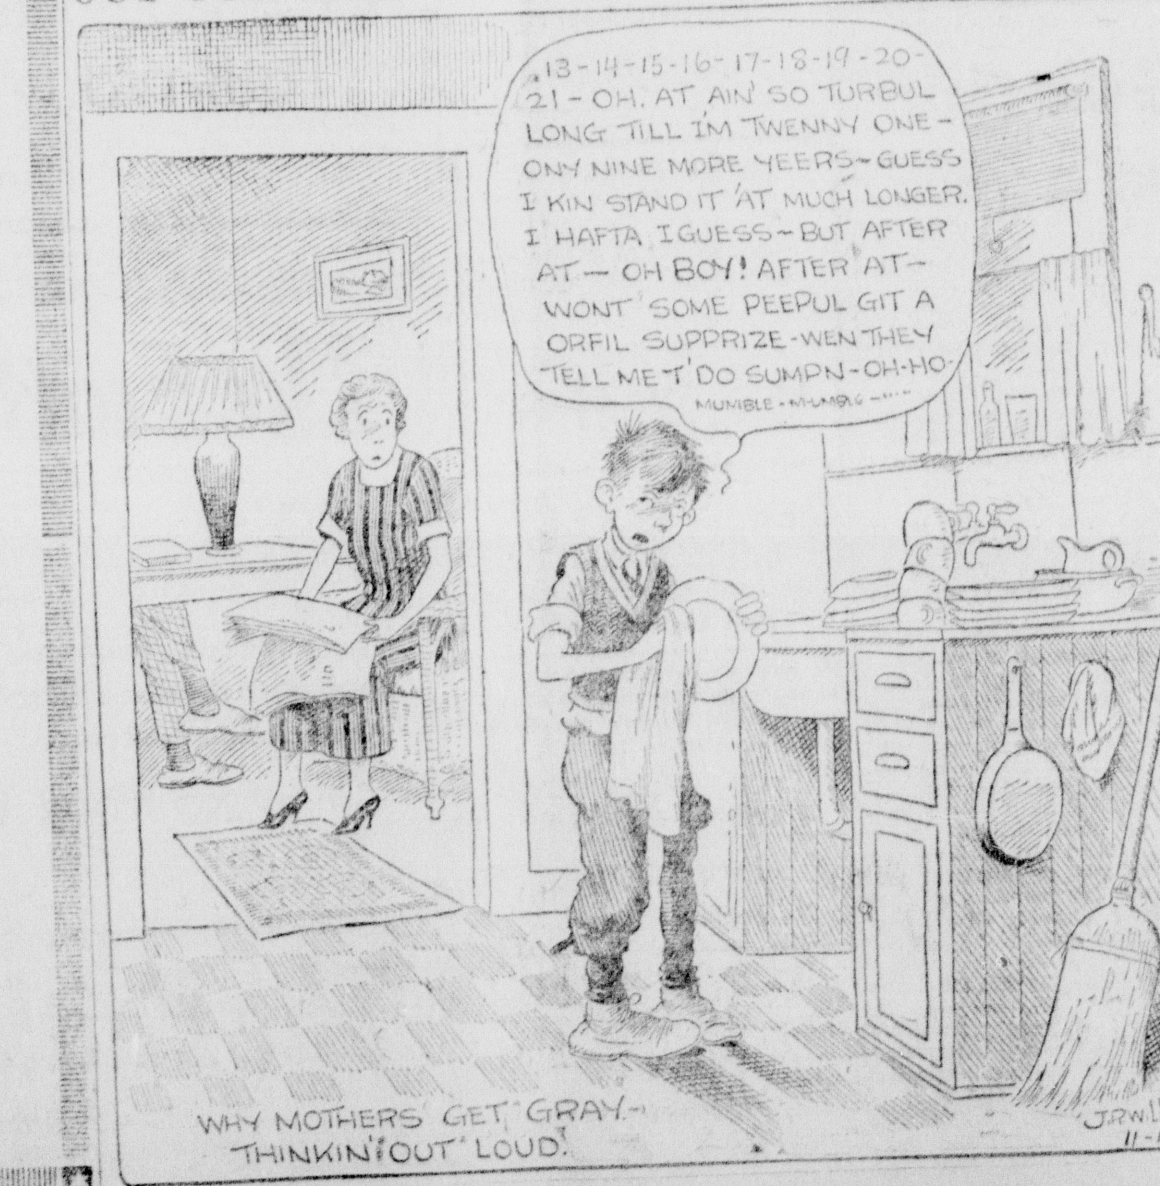 13-14-15-16-17-18-19-20-
21- OH. AT AIN' SO TURBUL
LONG TILL I'M TWENNY ONE-
ONY NINE MORE YEERS- GUESS
I KIN STAND IT 'AT MUCH LONGER.
I HAFTA I GUESS- BUT AFTER
AT- OH BOY! AFTER AT-
WONT SOME PEEPUL GIT A
ORFIL SUPPRIZE-WEN THEY
TELL ME T' DO SUMPN-OH-HO-
MUMBLE-MUMBLE-
WHY MOTHERS GET GRAY.-
THINKIN' OUT LOUD.
J.R.WIL
11-